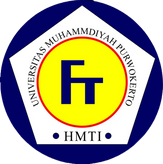 UNIVERSITAS MUHAMMDIYAH PURWOKERTO
FT
• HMTI •